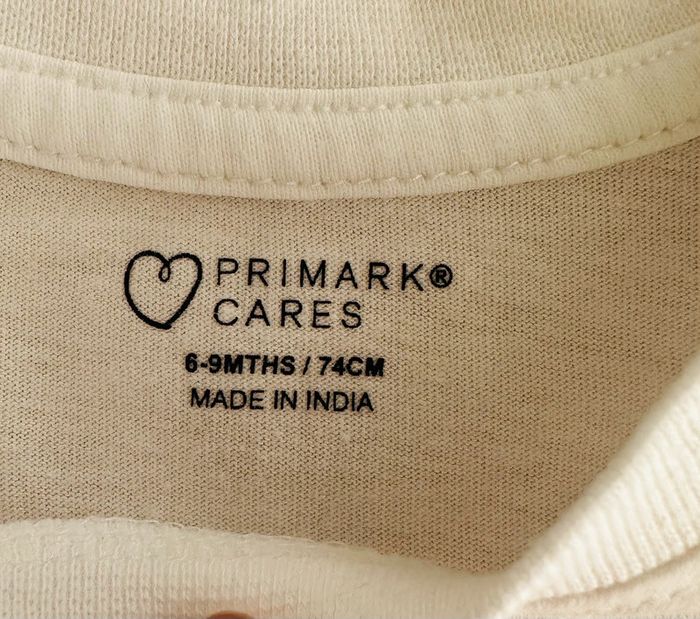 PRIMARK®
CARES
6-9MTHS / 74CM
MADE IN INDIA